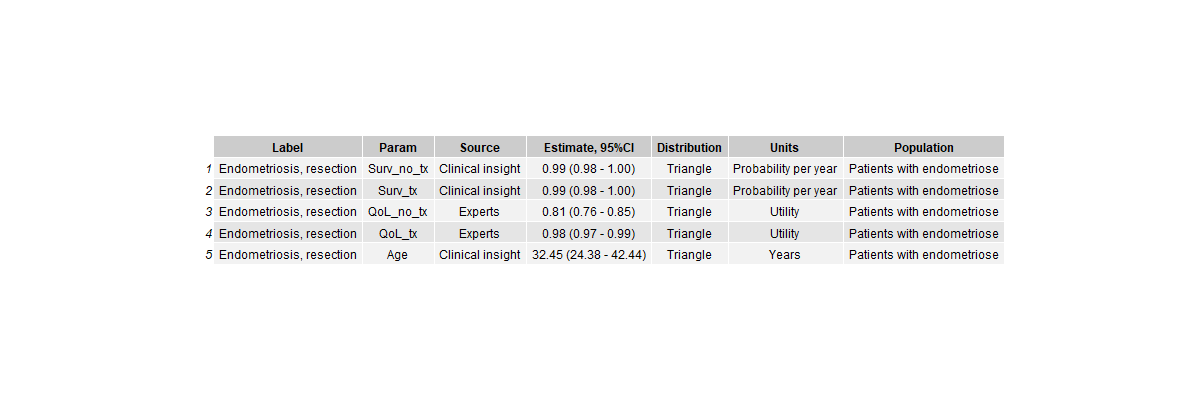 Label Param Source Estimate, 95%CI Distribution Units Population
1 Endometriosis, resection Surv_no_tx Clinical insight 0.99 (0.98 - 1.00) Triangle Probability per year Patients with endometriose
2 Endometriosis, resection Surv_tx Clinical insight 0.99 (0.98 - 1.00) Triangle Probability per year Patients with endometriose
3 Endometriosis, resection QoL_no_tx Experts 0.81 (0.76 - 0.85) Triangle Utility Patients with endometriose
4 Endometriosis, resection QoL_tx Experts 0.98 (0.97 - 0.99) Triangle Utility Patients with endometriose
5 Endometriosis, resection Age Clinical insight 32.45 (24.38 - 42.44) Triangle Years Patients with endometriose